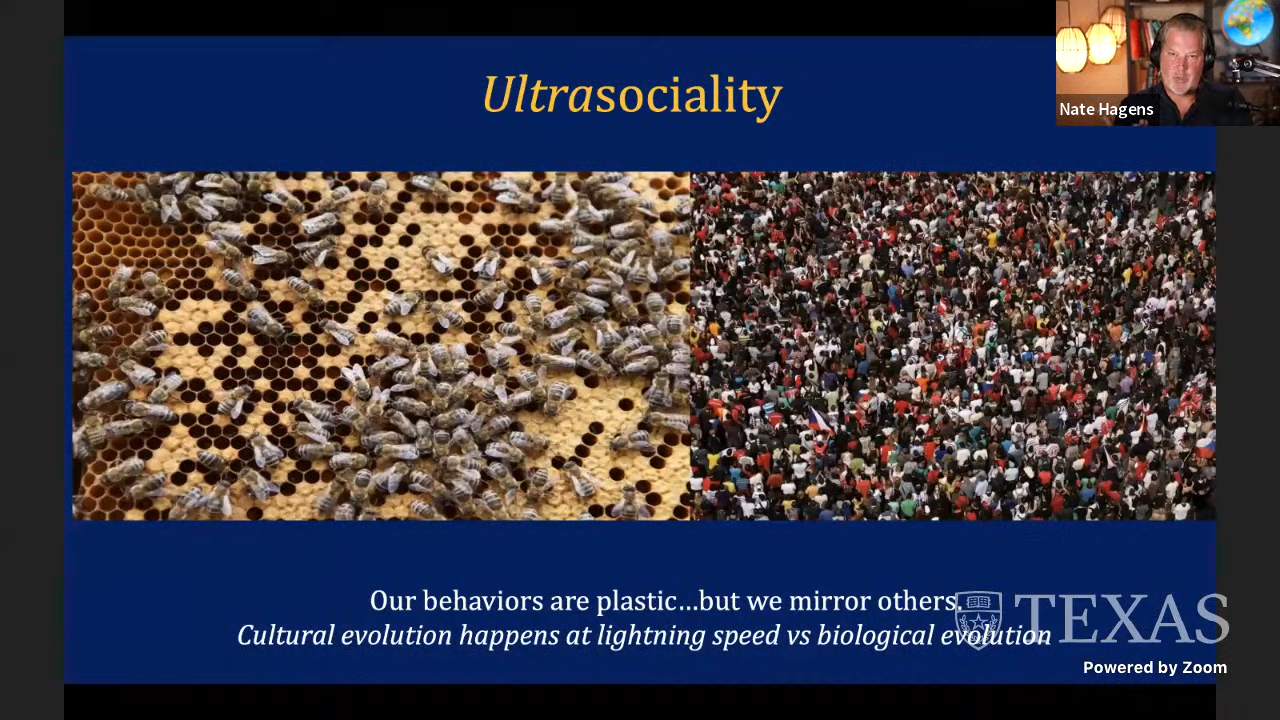 Ultrasociality
Nate Hagens
Our behaviors are plastic...but we mirror others.
Cultural evolution happens at lightning speed vs biological evolution
TEXAS
Powered by Zoom